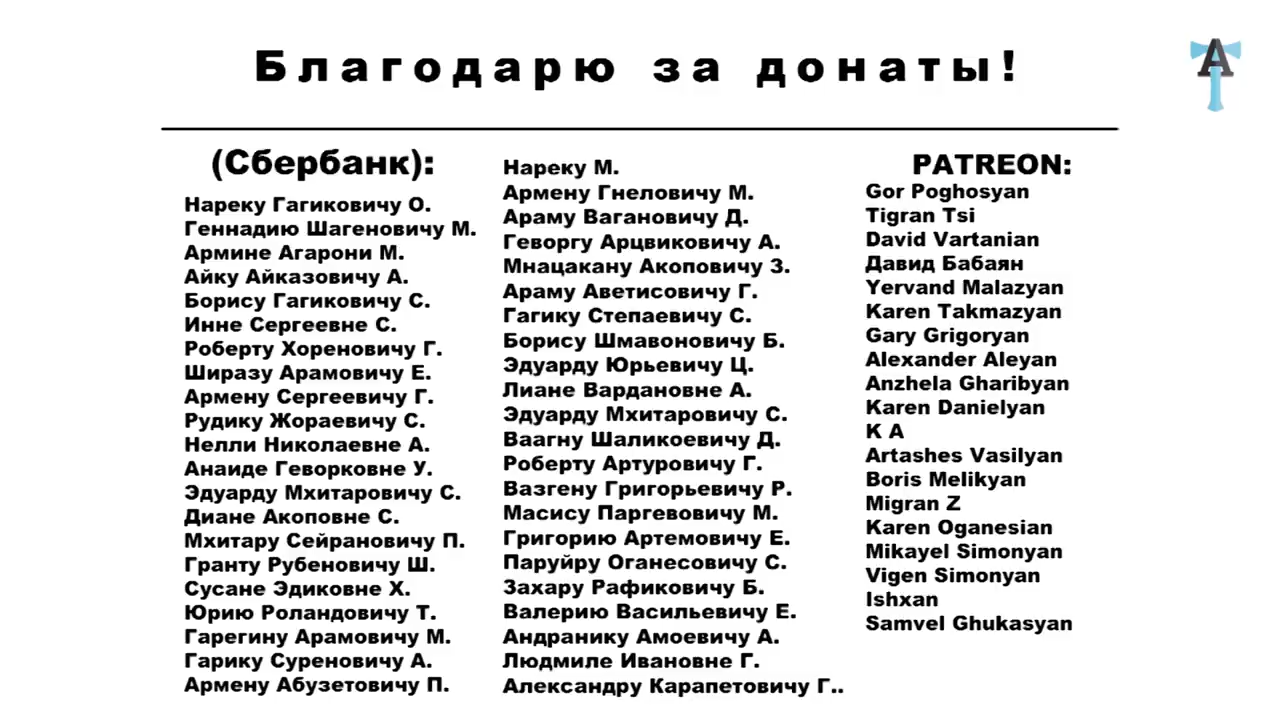 Благодарю за донаты!
(Сбербанк):
Нареку Гагиковичу О.
Геннадию Шагеновичу М.
Армине Агарони М.
Айку Айказовичу А.
Борису Гагиковичу С.
Инне Сергеевне С.
Роберту Хореновичу Г.
Ширазу Арамовичу Е.
Армену Сергеевичу Г.
Рудику Жораевичу С.
Нелли Николаевне А.
Анаиде Геворковне У.
Эдуарду Мхитаровичу С.
Диане Акоповне С.
Мхитару Сейрановичу П.
Гранту Рубеновичу Ш.
Сусане Эдиковне Х.
Юрию Роландовичу Т.
Гарегину Арамовичу М.
Гарику Суреновичу А.
Армену Абузетовичу П.
Нареку М.
Армену Гнеловичу М.
Араму Вагановичу Д.
Геворгу Арцвиковичу А.
Мнацакану Акоповичу З.
Араму Аветисовичу Г.
Гагику Степаевичу С.
Борису Шмавоновичу Б.
Эдуарду Юрьевичу Ц.
Лиане Вардановне А.
Эдуарду Мхитаровичу С.
Ваагну Шаликоевичу Д.
Роберту Артуровичу Г.
Вазгену Григорьевичу Р.
Масису Паргевовичу М.
Григорию Артемовичу Е.
Паруйру Оганесовичу С.
Захару Рафиковичу Б.
Валерию Васильевичу Е.
Андранику Амоевичу А.
Людмиле Ивановне Г.
Александру Карапетовичу Г..
PATREON:
Gor Poghosyan
Tigran Tsi
David Vartanian
Давид Бабаян
Yervand Malazyan
Karen Takmazyan
Gary Grigoryan
Alexander Aleyan
Anzhela Gharibyan
Karen Danielyan
K A
Artashes Vasilyan
Boris Melikyan
Migran Z
Karen Oganesian
Mikayel Simonyan
Vigen Simonyan
Ishxan
Samvel Ghukasyan